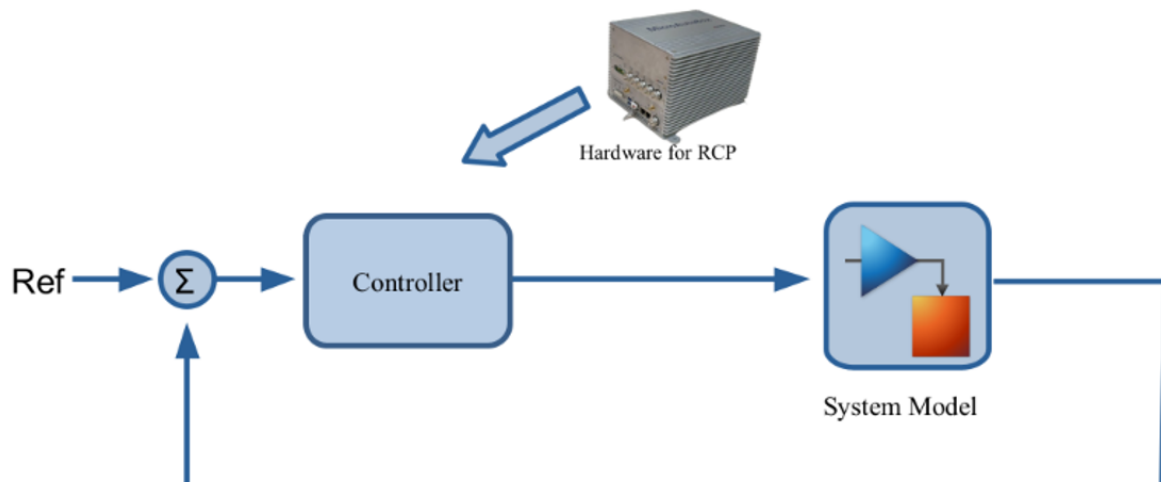 Hardware for RCP
Ref
Σ
Controller
System Model